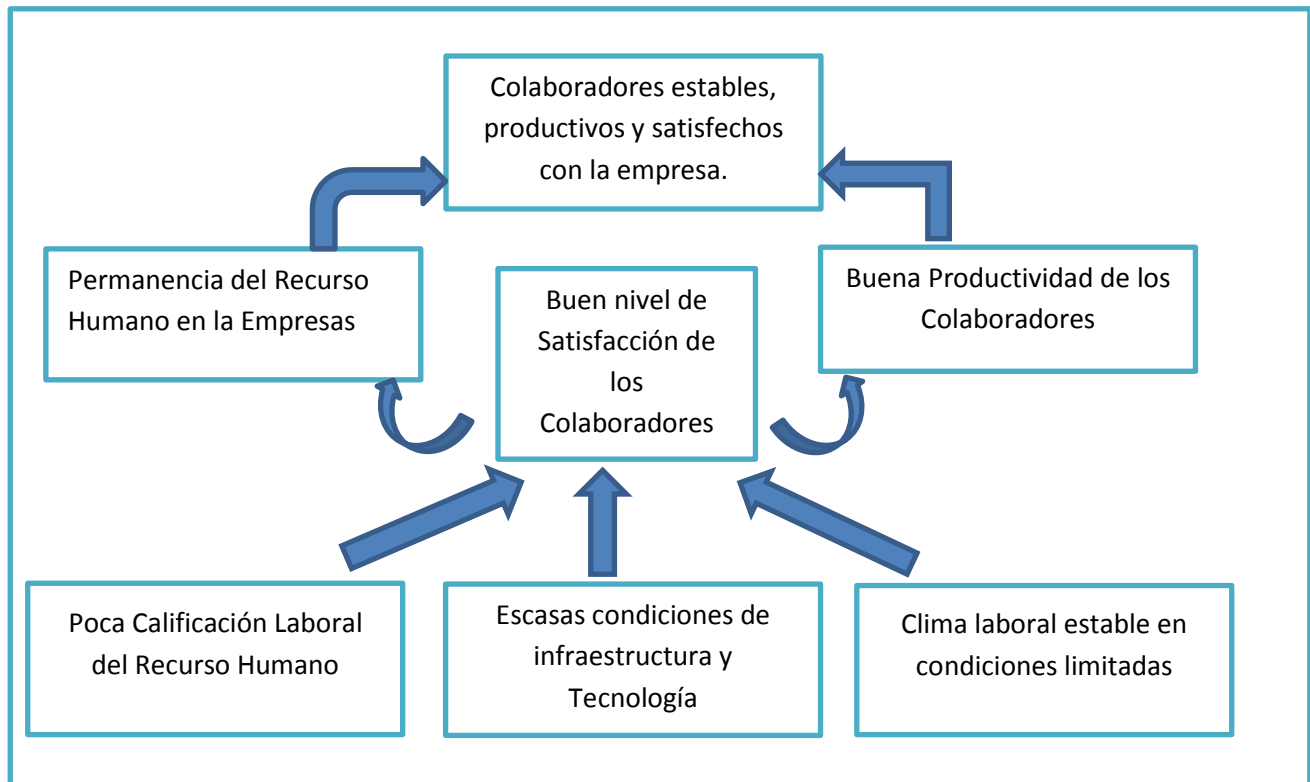 Colaboradores estables,
productivos y satisfechos
con la empresa.
Permanencia del Recurso
Humano en la Empresas
Buen nivel de
Satisfacción de
los
Colaboradores
Buena Productividad de los
Colaboradores
Poca Calificación Laboral
del Recurso Humano
Escasas condiciones de
infraestructura y
Tecnología
Clima laboral estable en
condiciones limitadas